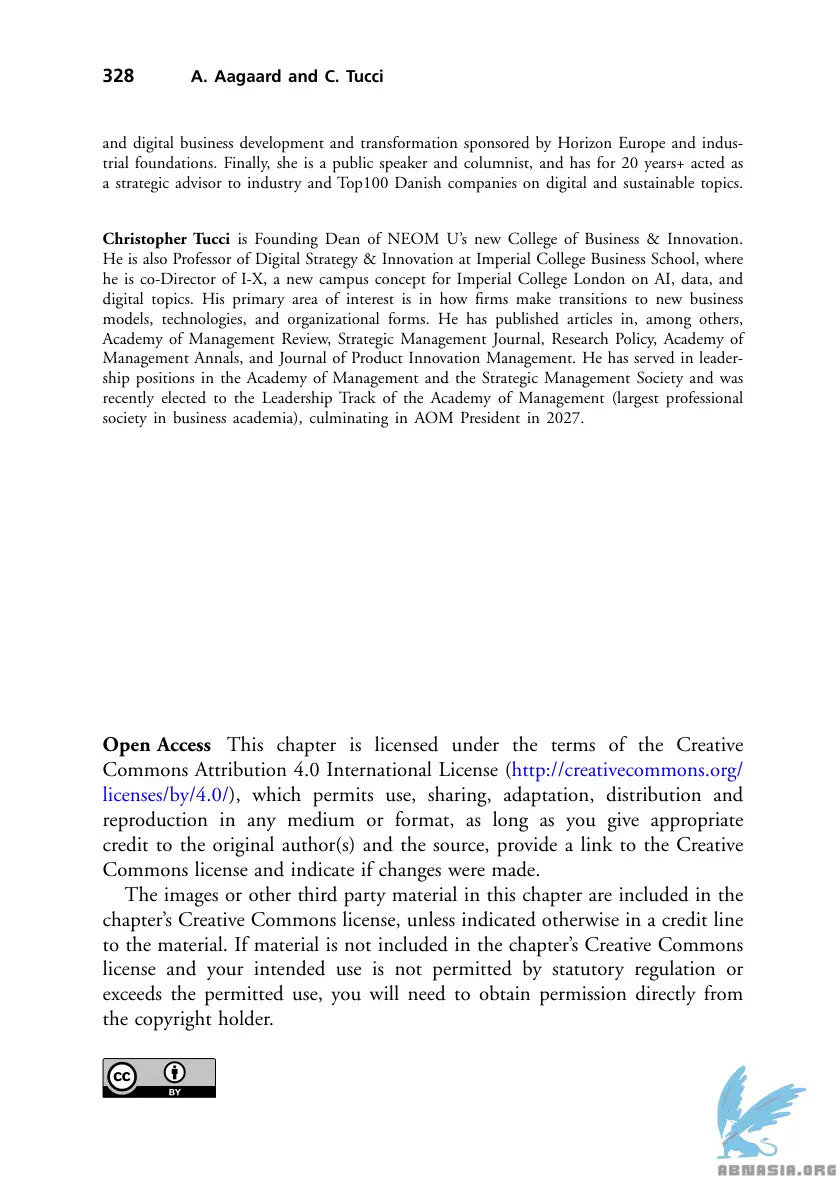 328 A. Aagaard and C. Tucci
and digital business development and transformation sponsored by Horizon Europe and indus-
trial foundations. Finally, she is a public speaker and columnist, and has for 20 years+ acted as
a strategic advisor to industry and Top100 Danish companies on digital and sustainable topics.
Christopher Tucci is Founding Dean of NEOM U’s new College of Business & Innovation.
He is also Professor of Digital Strategy & Innovation at Imperial College Business School, where
he is co-Director of I-X, a new campus concept for Imperial College London on AI, data, and
digital topics. His primary area of interest is in how firms make transitions to new business
models, technologies, and organizational forms. He has published articles in, among others,
Academy of Management Review, Strategic Management Journal, Research Policy, Academy of
Management Annals, and Journal of Product Innovation Management. He has served in leader-
ship positions in the Academy of Management and the Strategic Management Society and was
recently elected to the Leadership Track of the Academy of Management (largest professional
society in business academia), culminating in AOM President in 2027.
Open Access This chapter is licensed under the terms of the Creative
Commons Attribution 4.0 International License (http://creativecommons.org/
licenses/by/4.0/), which permits use, sharing, adaptation, distribution and
reproduction in any medium or format, as long as you give appropriate
credit to the original author(s) and the source, provide a link to the Creative
Commons license and indicate if changes were made.
The images or other third party material in this chapter are included in the
chapter’s Creative Commons license, unless indicated otherwise in a credit line
to the material. If material is not included in the chapter’s Creative Commons
license and your intended use is not permitted by statutory regulation or
exceeds the permitted use, you will need to obtain permission directly from
the copyright holder.
cc
BY
ABNASIA.ORG